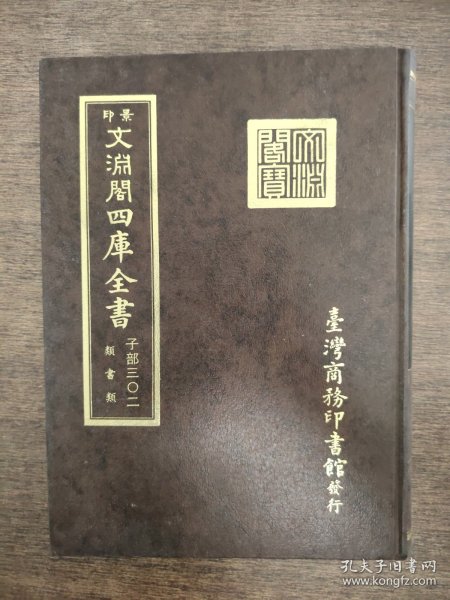 景印
文淵閣四庫全書
子部三〇二
類書類
文淵
閣寶
臺灣商務印書館發行
孔夫子旧书网
www.kongfz.com